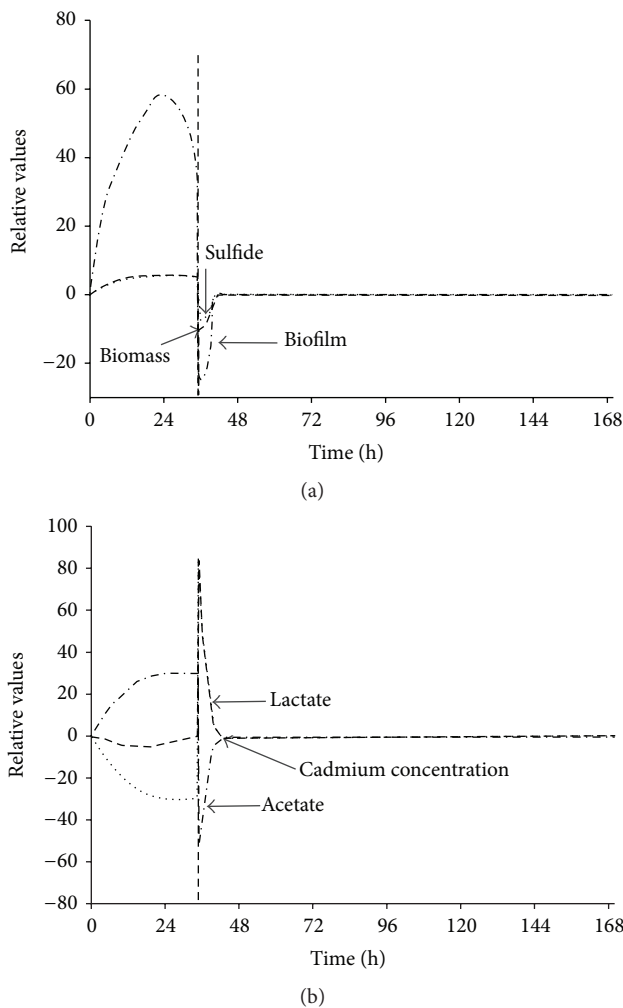 80
60
40
20
0
−20
Relative values
Sulfide
Biomass
Biofilm
0 24 48 72 96 120 144 168
Time (h)
(a)
100
80
60
40
20
0
−20
−40
−60
−80
Relative values
Lactate
Cadmium concentration
Acetate
0 24 48 72 96 120 144 168
Time (h)
(b)